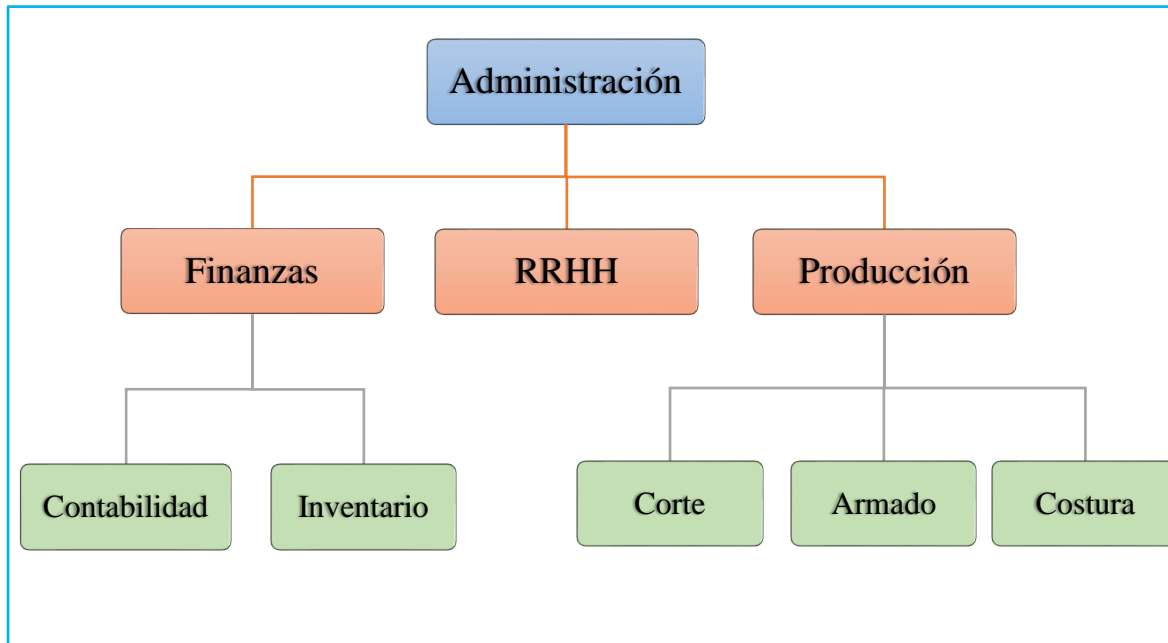 Administración
Finanzas
RRHH
Producción
Contabilidad
Inventario
Corte
Armado
Costura